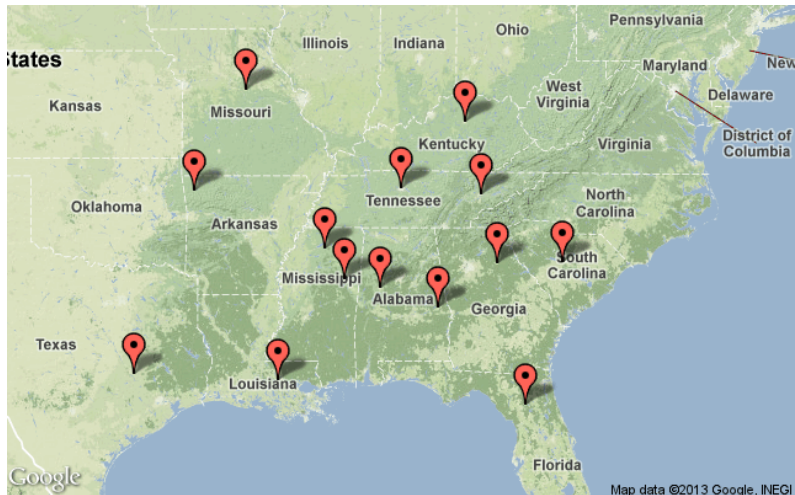 Pennsylvania
Ohio
Illinois
Indiana
States
Maryland
New
West
Virginia
Delaware
Kansas
Missouri
District of
Columbia
Kentucky
Virginia
Oklahoma
Tennessee
North
Carolina
Arkansas
South
Carolina
Mississippi
Alabama
Georgia
Texas
Louisiana
Florida
Google
Map data ©2013 Google, INEGI